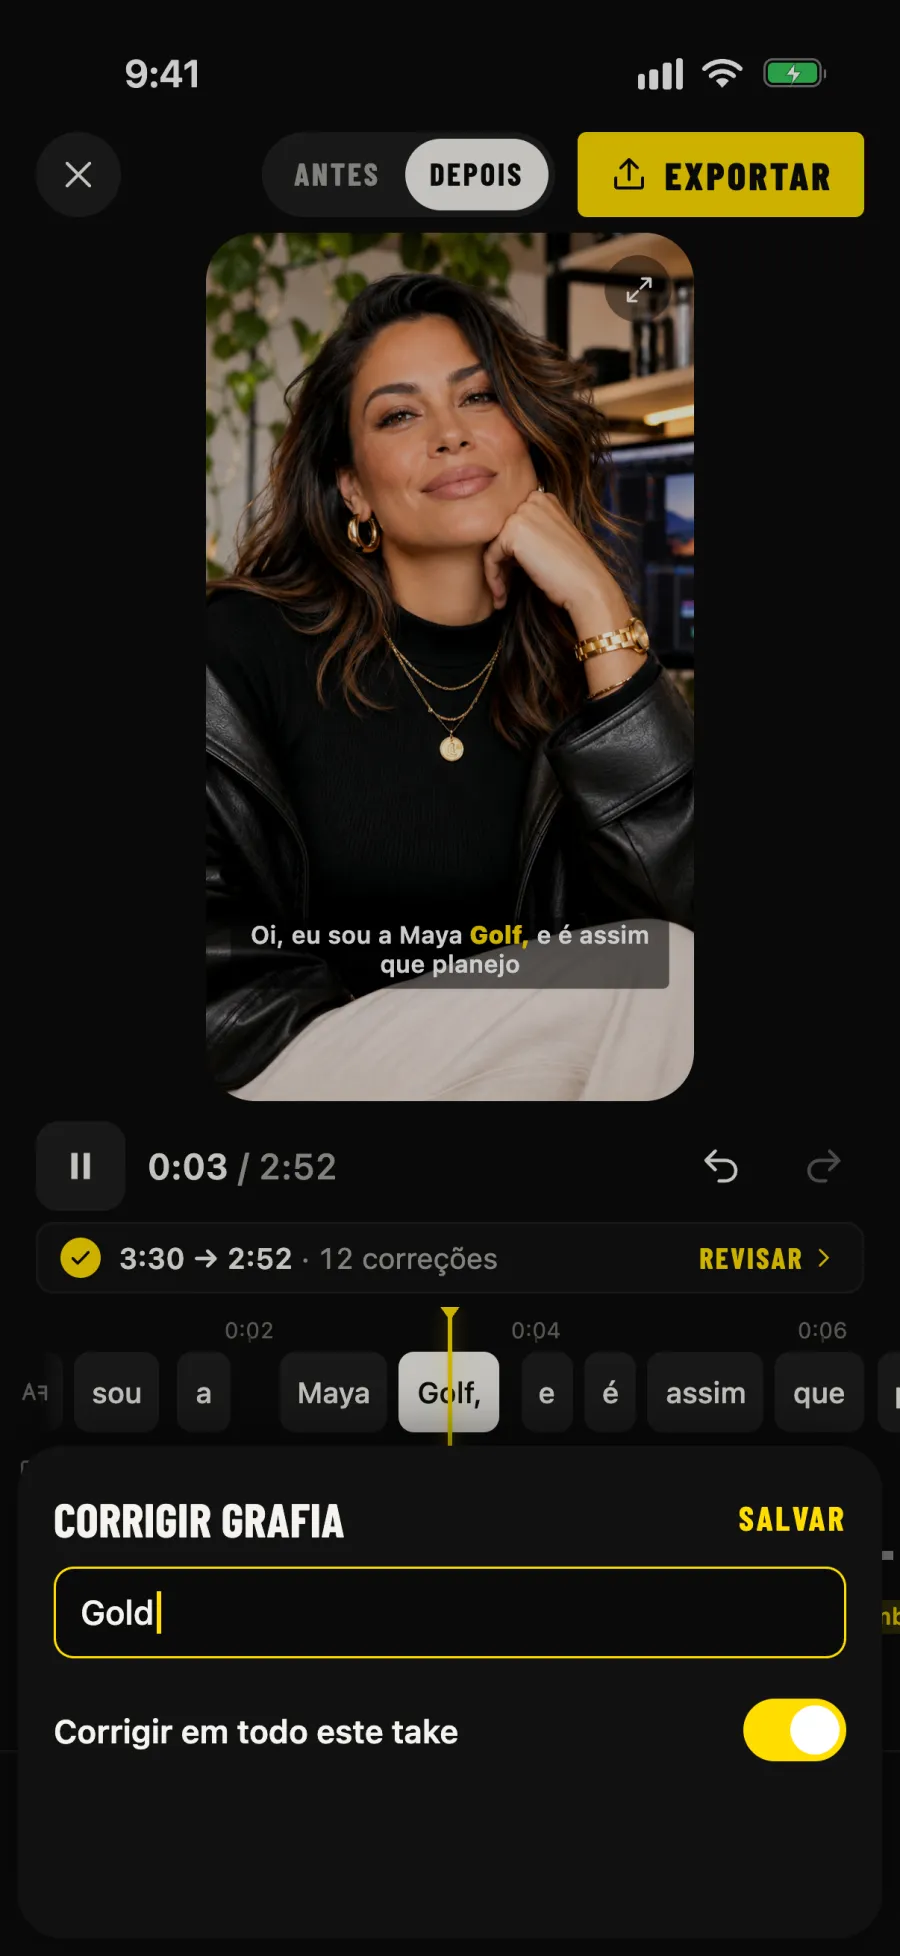 9:41
ANTES
DEPOIS
EXPORTAR
Oi, eu sou a Maya Golf, e é assim
que planejo
0:03 / 2:52
3:30 → 2:52 · 12 correções
REVISAR
0:02
0:04
0:06
sou
a
Maya
Golf,
e
é
assim
que
CORRIGIR GRAFIA
SALVAR
Gold
Corrigir em todo este take